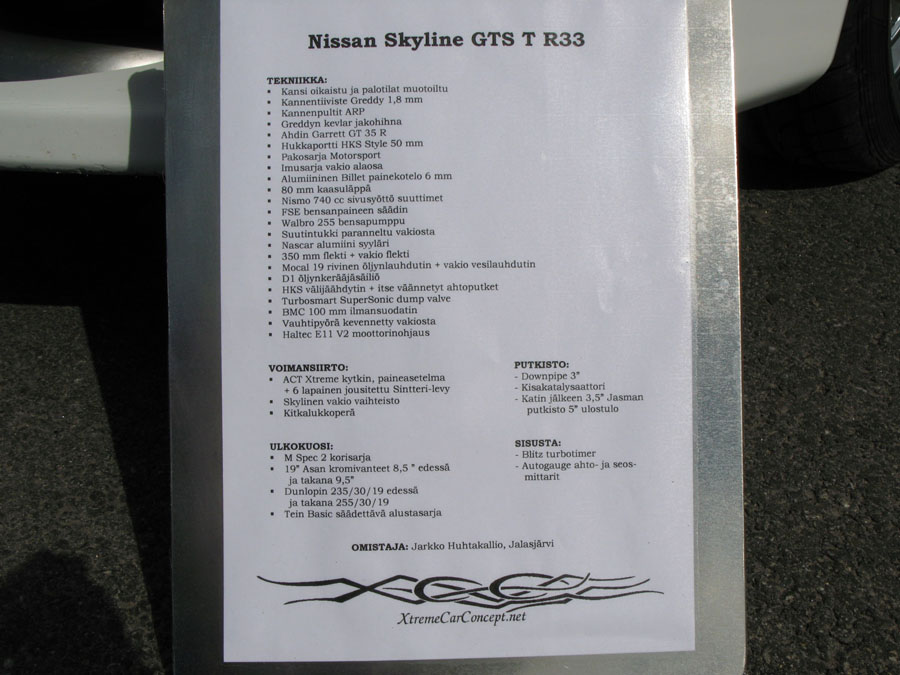 Nissan Skyline GTS T R33
TEKNIIKKA:
• Kansi oikaistu ja palotilat muotoiltu
• Kannentiiviste Greddy 1,8 mm
• Kannenpultit ARP
• Greddyn kevlar jakohihna
• Ahdin Garrett GT 35 R
• Hukkaportti HKS Style 50 mm
• Pakosarja Motorsport
• Imusarja vakio alaosa
• Alumiininen Billet painekotelo 6 mm
• 80 mm kaasuläppä
• Nismo 740 cc sivusyöttö suuttimet
• FSE bensanpaineen säädin
• Walbro 255 bensapumppu
• Suutintukki paranneltu vakiosta
• Nascar alumiini syyläri
• 350 mm flekti + vakio flekti
• Mocal 19 rivinen öljynlauhdutin + vakio vesilauhdutin
• D1 öljynkerääjäsäiliö
• HKS välijäähdytin + itse väännetyt ahtoputket
• Turbosmart SuperSonic dump valve
• BMC 100 mm ilmansuodatin
• Vauhtipyörä kevennetty vakiosta
• Haltec E11 V2 moottorinohjaus
VOIMANSIIRTO:
• ACT Xtreme kytkin, paineasetelma
+ 6 lapainen jousitettu Sintteri-levy
• Skylinen vakio vaihteisto
• Kitkalukkoperä
PUTKISTO:
- Downpipe 3"
- Kisakatalysaattori
- Katin jälkeen 3,5" Jasman
putkisto 5" ulostulo
ULKOKUOSI:
• M Spec 2 korisarja
• 19" Asan kromivanteet 8,5 " edessä
ja takana 9,5"
• Dunlopin 235/30/19 edessä
ja takana 255/30/19
• Tein Basic säädettävä alustasarja
SISUSTA:
- Blitz turbotimer
- Autogauge ahto- ja seos-
mittarit
OMISTAJA: Jarkko Huhtakallio, Jalasjärvi
XCC
XtremeCarConcept.net